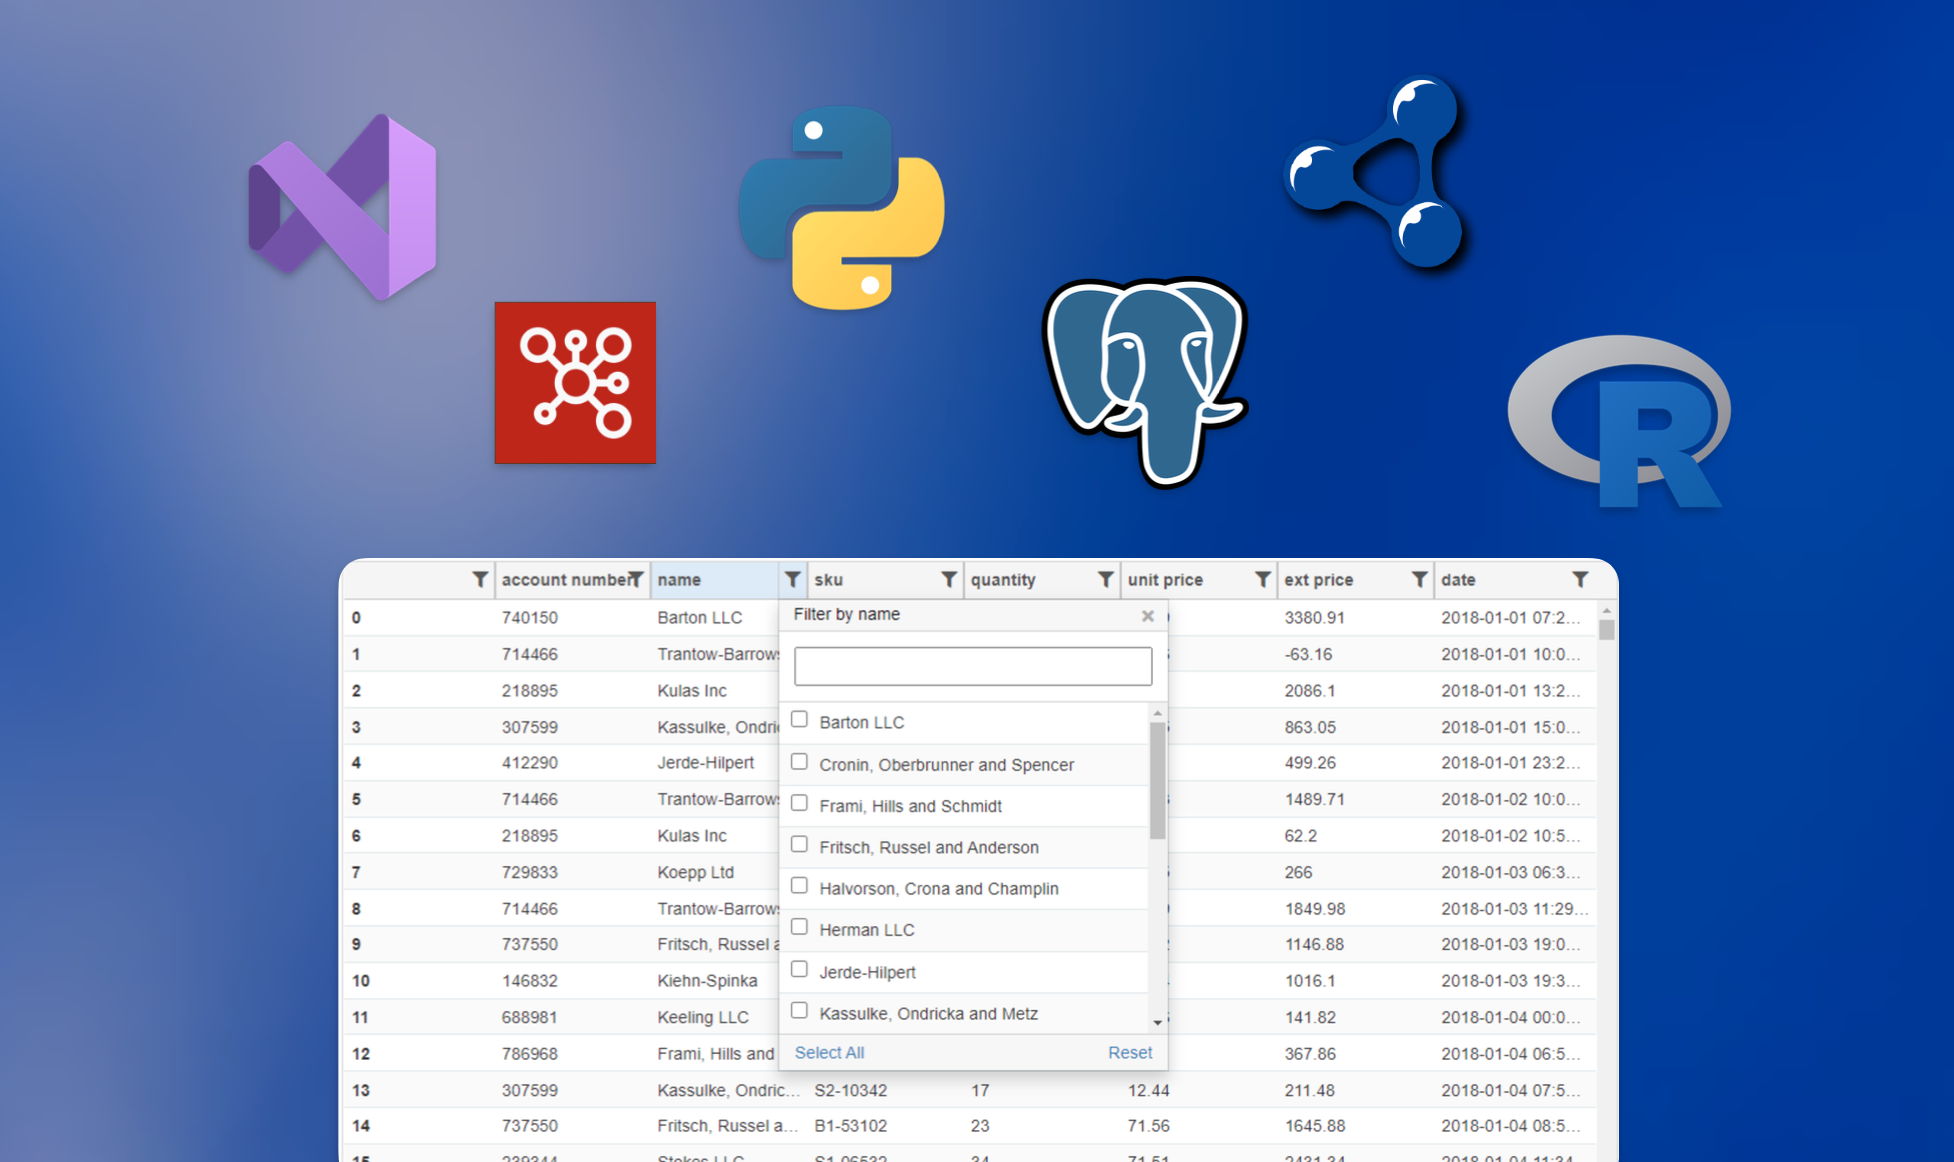 account number name sku quantity unit price ext price date
Filter by name ×
0 740150 Barton LLC 3380.91 2018-01-01 07:2...
1 714466 Trantow-Barrows -63.16 2018-01-01 10:0...
2 218895 Kulas Inc 2086.1 2018-01-01 13:2...
3 307599 Kassulke, Ondri 863.05 2018-01-01 15:0...
4 412290 Jerde-Hilpert 499.26 2018-01-01 23:2...
5 714466 Trantow-Barrows 1489.71 2018-01-02 10:0...
6 218895 Kulas Inc 62.2 2018-01-02 10:5...
7 729833 Koepp Ltd 266 2018-01-03 06:3...
8 714466 Trantow-Barrows 1849.98 2018-01-03 11:29...
9 737550 Fritsch, Russel a 1146.88 2018-01-03 19:0...
10 146832 Kiehn-Spinka 1016.1 2018-01-03 19:3...
11 688981 Keeling LLC 141.82 2018-01-04 00:0...
12 786968 Frami, Hills and 367.86 2018-01-04 06:5...
Barton LLC
Cronin, Oberbrunner and Spencer
Frami, Hills and Schmidt
Fritsch, Russel and Anderson
Halvorson, Crona and Champlin
Herman LLC
Jerde-Hilpert
Kassulke, Ondricka and Metz
Select All Reset
13 307599 Kassulke, Ondric... S2-10342 17 12.44 211.48 2018-01-04 07:5...
14 737550 Fritsch, Russel a... B1-53102 23 71.56 1645.88 2018-01-04 08:5...
R